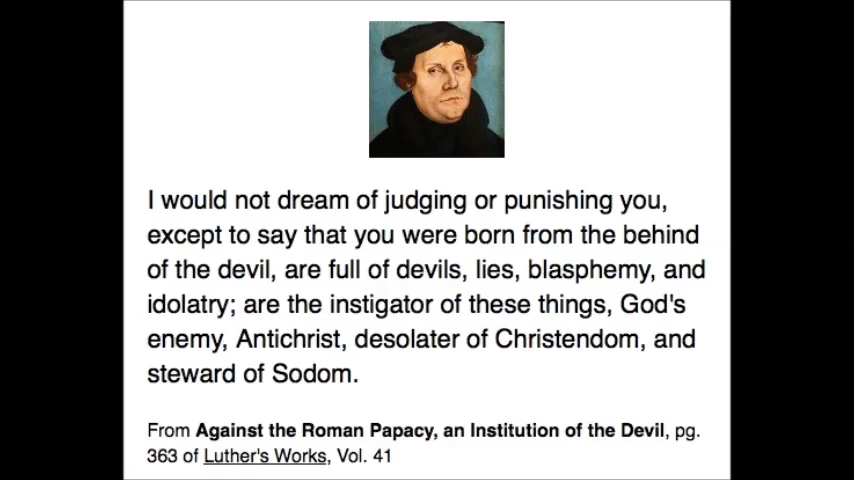 I would not dream of judging or punishing you,
except to say that you were born from the behind
of the devil, are full of devils, lies, blasphemy, and
idolatry; are the instigator of these things, God's
enemy, Antichrist, desolater of Christendom, and
steward of Sodom.
From Against the Roman Papacy, an Institution of the Devil, pg.
363 of Luther's Works, Vol. 41